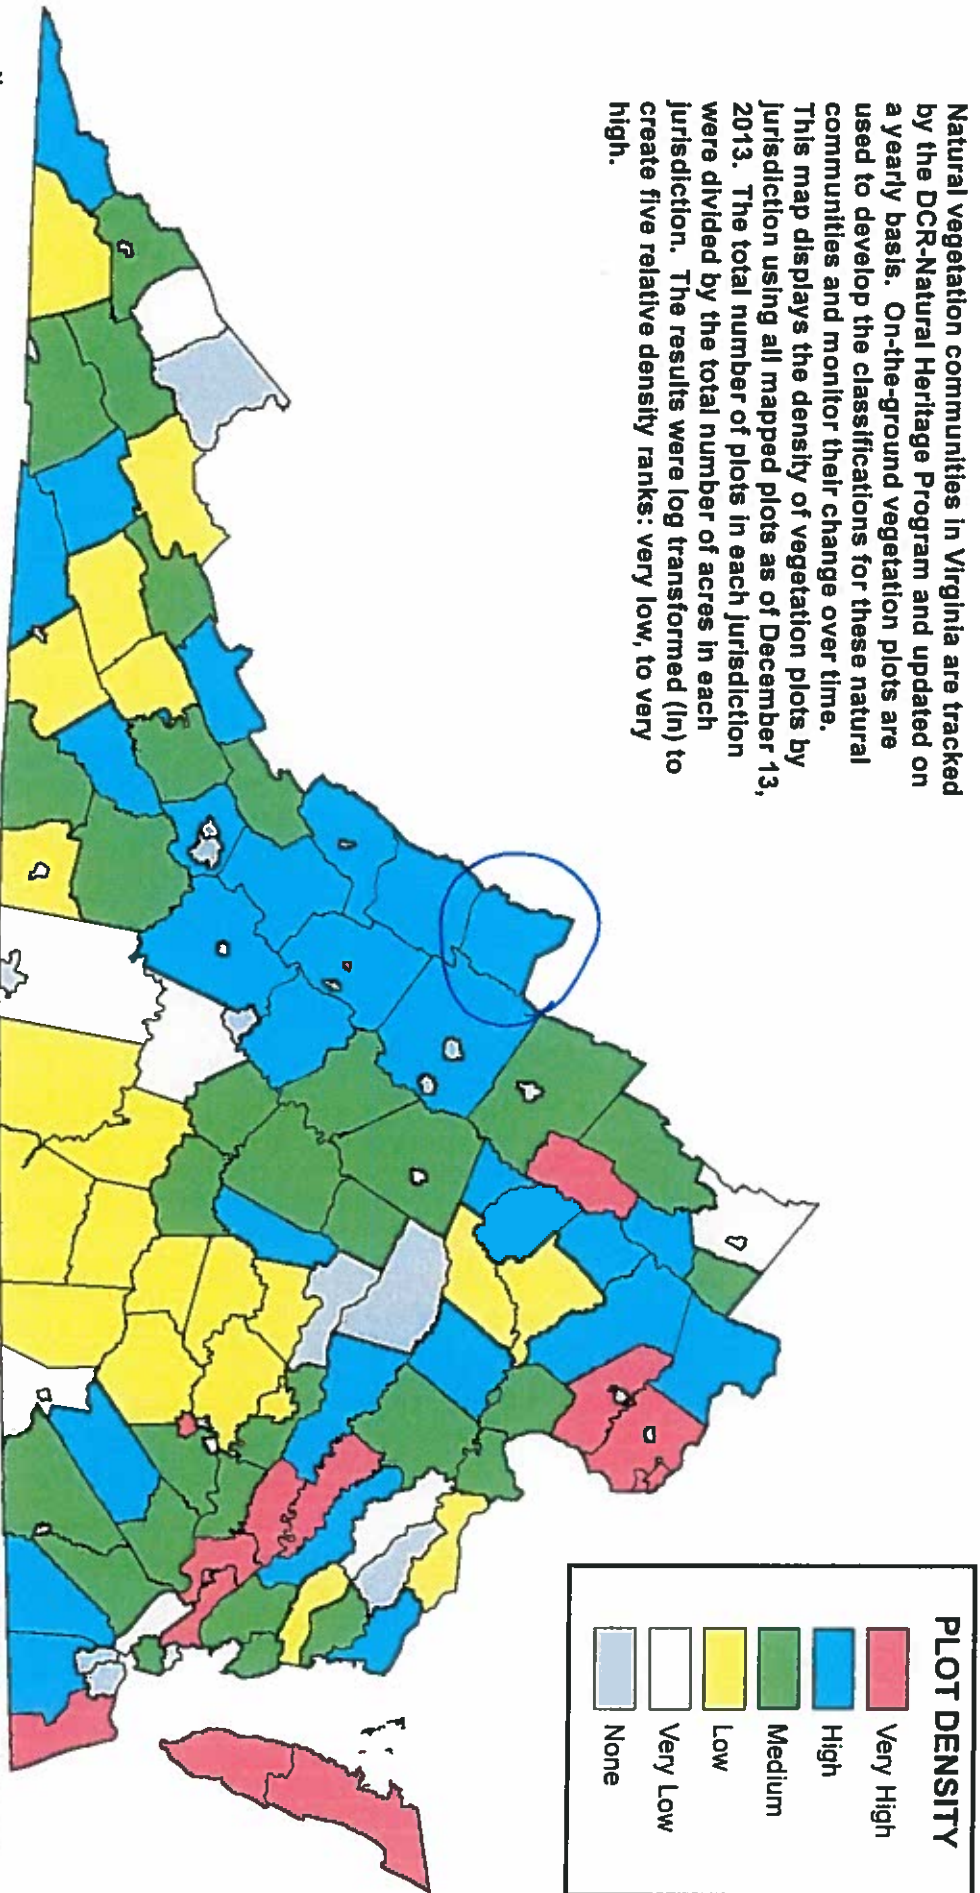 Natural vegetation communities in Virginia are tracked
by the DCR-Natural Heritage Program and updated on
a yearly basis. On-the-ground vegetation plots are
used to develop the classifications for these natural
communities and monitor their change over time.
This map displays the density of vegetation plots by
jurisdiction using all mapped plots as of December 13,
2013. The total number of plots in each jurisdiction
were divided by the total number of acres in each
jurisdiction. The results were log transformed (ln) to
create five relative density ranks: very low, to very
high.
PLOT DENSITY
Very High
High
Medium
Low
Very Low
None